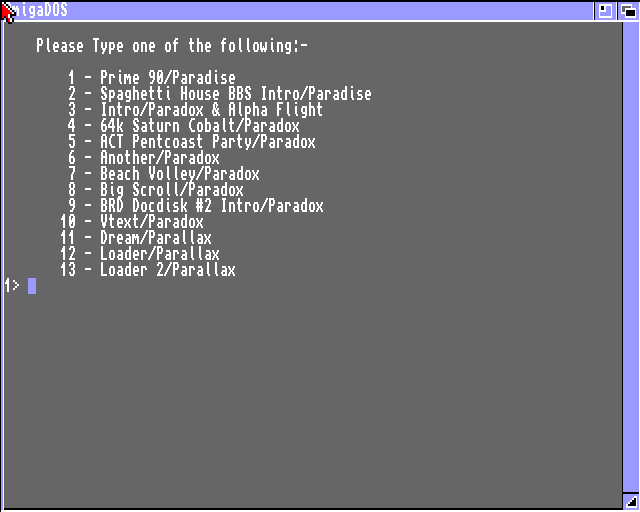 migaDOS
Please Type one of the following:-
1 - Prime 90/Paradise
2 - Spaghetti House BBS Intro/Paradise
3 - Intro/Paradox & Alpha Flight
4 - 64k Saturn Cobalt/Paradox
5 - ACT Pentcoast Party/Paradox
6 - Another/Paradox
7 - Beach Volley/Paradox
8 - Big Scroll/Paradox
9 - BRD Docdisk #2 Intro/Paradox
10 - Vtext/Paradox
11 - Dream/Parallax
12 - Loader/Parallax
13 - Loader 2/Parallax
1>